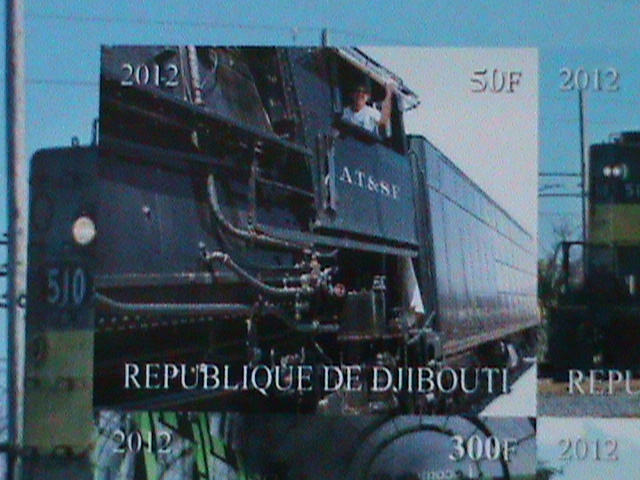 2012 50F 2012
AT&SF
510
REPUBLIQUE DE DJIBOUTI REPU
2012 300F 2012